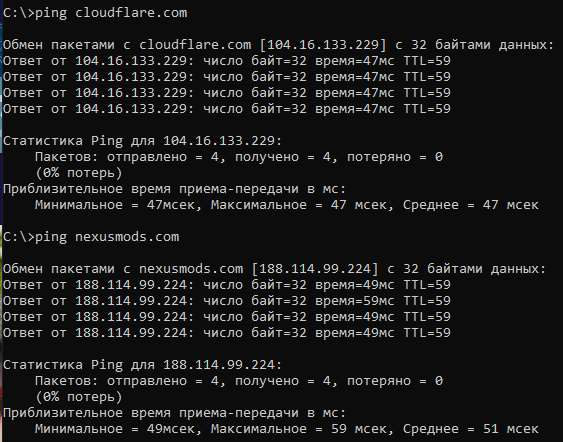 C:\>ping cloudflare.com
Обмен пакетами с cloudflare.com [104.16.133.229] с 32 байтами данных:
Ответ от 104.16.133.229: число байт=32 время=47мс TTL=59
Ответ от 104.16.133.229: число байт=32 время=47мс TTL=59
Ответ от 104.16.133.229: число байт=32 время=47мс TTL=59
Ответ от 104.16.133.229: число байт=32 время=47мс TTL=59
Статистика Ping для 104.16.133.229:
Пакетов: отправлено = 4, получено = 4, потеряно = 0
(0% потерь)
Приблизительное время приема-передачи в мс:
Минимальное = 47мсек, Максимальное = 47 мсек, Среднее = 47 мсек
C:\>ping nexusmods.com
Обмен пакетами с nexusmods.com [188.114.99.224] с 32 байтами данных:
Ответ от 188.114.99.224: число байт=32 время=49мс TTL=59
Ответ от 188.114.99.224: число байт=32 время=59мс TTL=59
Ответ от 188.114.99.224: число байт=32 время=49мс TTL=59
Ответ от 188.114.99.224: число байт=32 время=49мс TTL=59
Статистика Ping для 188.114.99.224:
Пакетов: отправлено = 4, получено = 4, потеряно = 0
(0% потерь)
Приблизительное время приема-передачи в мс:
Минимальное = 49мсек, Максимальное = 59 мсек, Среднее = 51 мсек